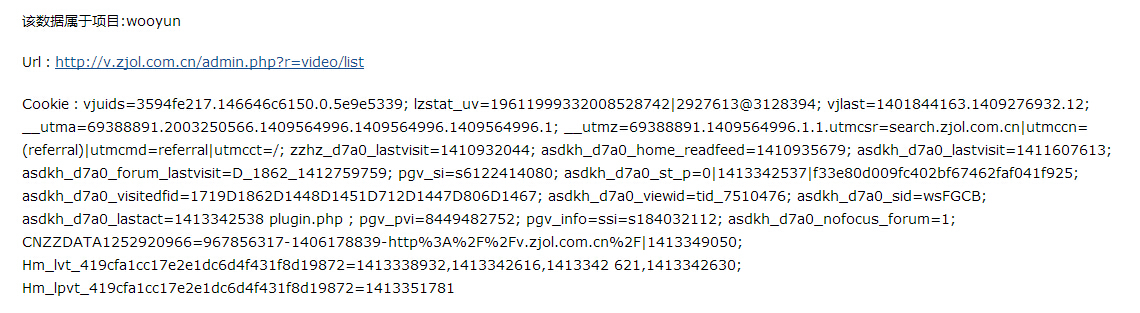 该数据属于项目:wooyun
Url : http://v.zjol.com.cn/admin.php?r=video/list
Cookie : vjuids=3594fe217.146646c6150.0.5e9e5339; lzstat_uv=19611999332008528742|2927613@3128394; vjlast=1401844163.1409276932.12;
__utma=69388891.2003250566.1409564996.1409564996.1409564996.1; __utmz=69388891.1409564996.1.1.utmcsr=search.zjol.com.cn|utmccn=
(referral)|utmcmd=referral|utmcct=/; zzhz_d7a0_lastvisit=1410932044; asdkh_d7a0_home_readfeed=1410935679; asdkh_d7a0_lastvisit=1411607613;
asdkh_d7a0_forum_lastvisit=D_1862_1412759759; pgv_si=s6122414080; asdkh_d7a0_st_p=0|1413342537|f33e80d009fc402bf67462faf041f925;
asdkh_d7a0_visitedfid=1719D1862D1448D1451D712D1447D806D1467; asdkh_d7a0_viewid=tid_7510476; asdkh_d7a0_sid=wsFGCB;
asdkh_d7a0_lastact=1413342538 plugin.php ; pgv_pvi=8449482752; pgv_info=ssi=s184032112; asdkh_d7a0_nofocus_forum=1;
CNZZDATA1252920966=967856317-1406178839-http%3A%2F%2Fv.zjol.com.cn%2F|1413349050;
Hm_lvt_419cfa1cc17e2e1dc6d4f431f8d19872=1413338932,1413342616,1413342 621,1413342630;
Hm_lpvt_419cfa1cc17e2e1dc6d4f431f8d19872=1413351781